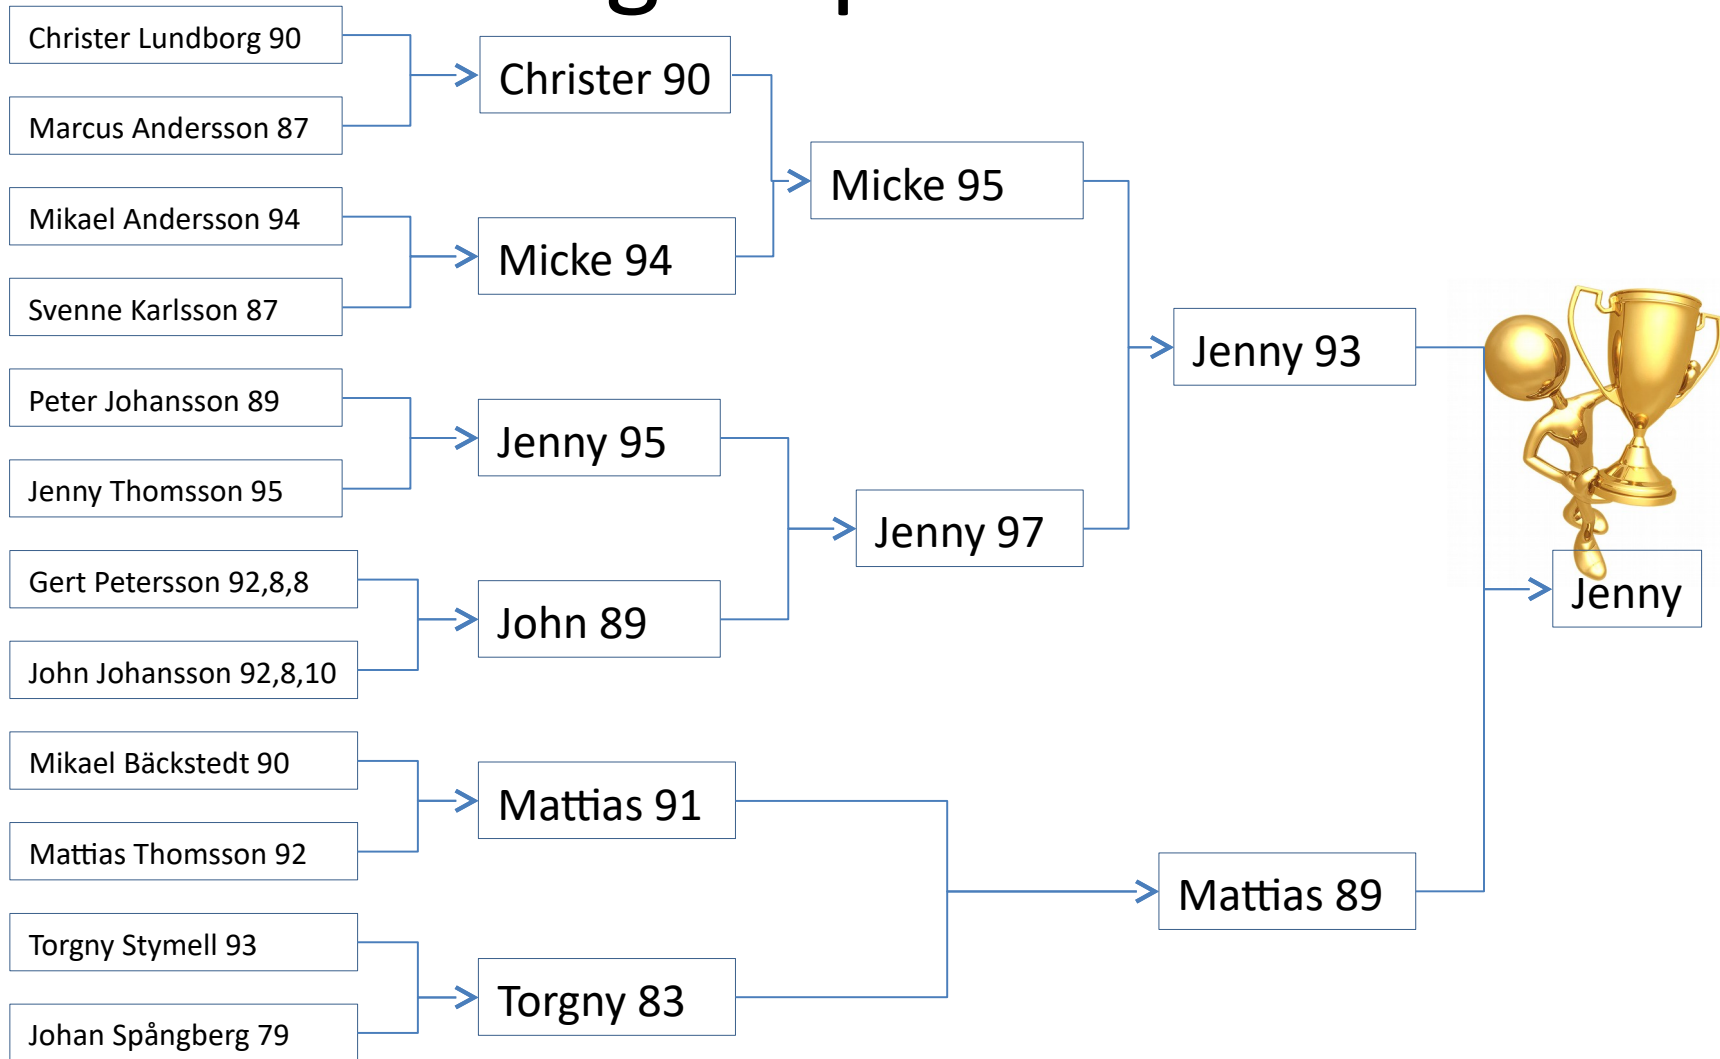 Christer Lundborg 90
Marcus Andersson 87
Mikael Andersson 94
Svenne Karlsson 87
Peter Johansson 89
Jenny Thomsson 95
Gert Petersson 92,8,8
John Johansson 92,8,10
Mikael Bäckstedt 90
Mattias Thomsson 92
Torgny Stymell 93
Johan Spångberg 79
Christer 90
Micke 94
Jenny 95
John 89
Mattias 91
Torgny 83
Micke 95
Jenny 97
Jenny 93
Mattias 89
Jenny